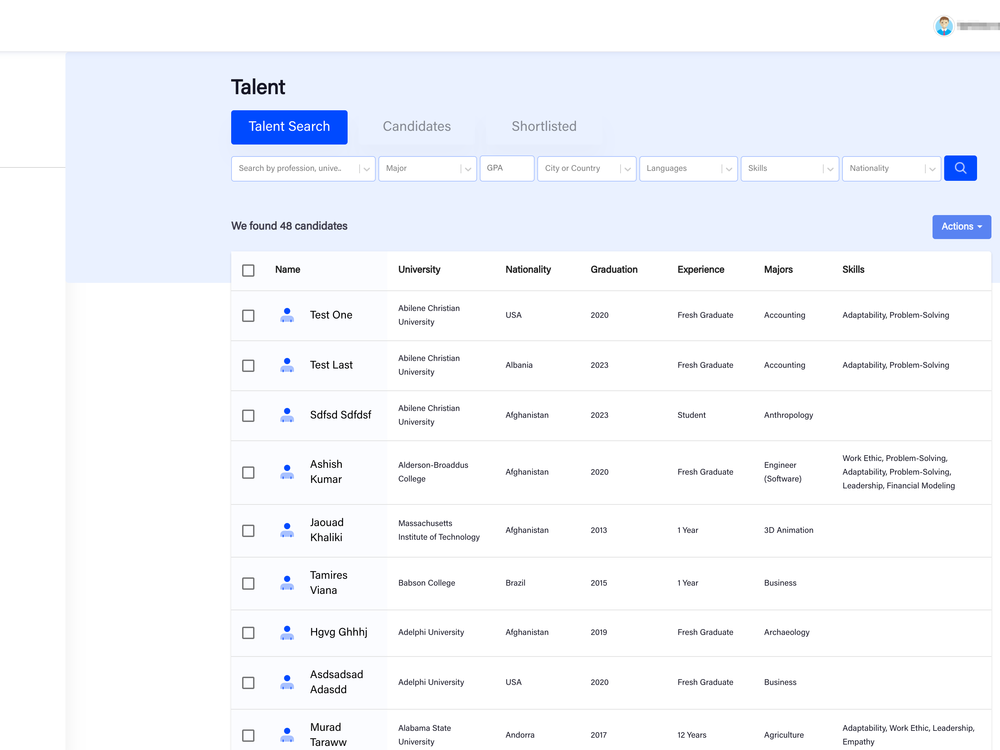 Talent
Talent Search Candidates Shortlisted
Search by profession, unive.. Major GPA City or Country Languages Skills Nationality
We found 48 candidates Actions
Name University Nationality Graduation Experience Majors Skills
Test One Abilene Christian University USA 2020 Fresh Graduate Accounting Adaptability, Problem-Solving
Test Last Abilene Christian University Albania 2023 Fresh Graduate Accounting Adaptability, Problem-Solving
Sdfsd Sdfdsf Abilene Christian University Afghanistan 2023 Student Anthropology
Ashish Kumar Alderson-Broaddus College Afghanistan 2020 Fresh Graduate Engineer (Software) Work Ethic, Problem-Solving, Adaptability, Problem-Solving, Leadership, Financial Modeling
Jaouad Khaliki Massachusetts Institute of Technology Afghanistan 2013 1 Year 3D Animation
Tamires Viana Babson College Brazil 2015 1 Year Business
Hgvg Ghhhj Adelphi University Afghanistan 2019 Fresh Graduate Archaeology
Asdsadsad Adasdd Adelphi University USA 2020 Fresh Graduate Business
Murad Taraww Alabama State University Andorra 2017 12 Years Agriculture Adaptability, Work Ethic, Leadership, Empathy